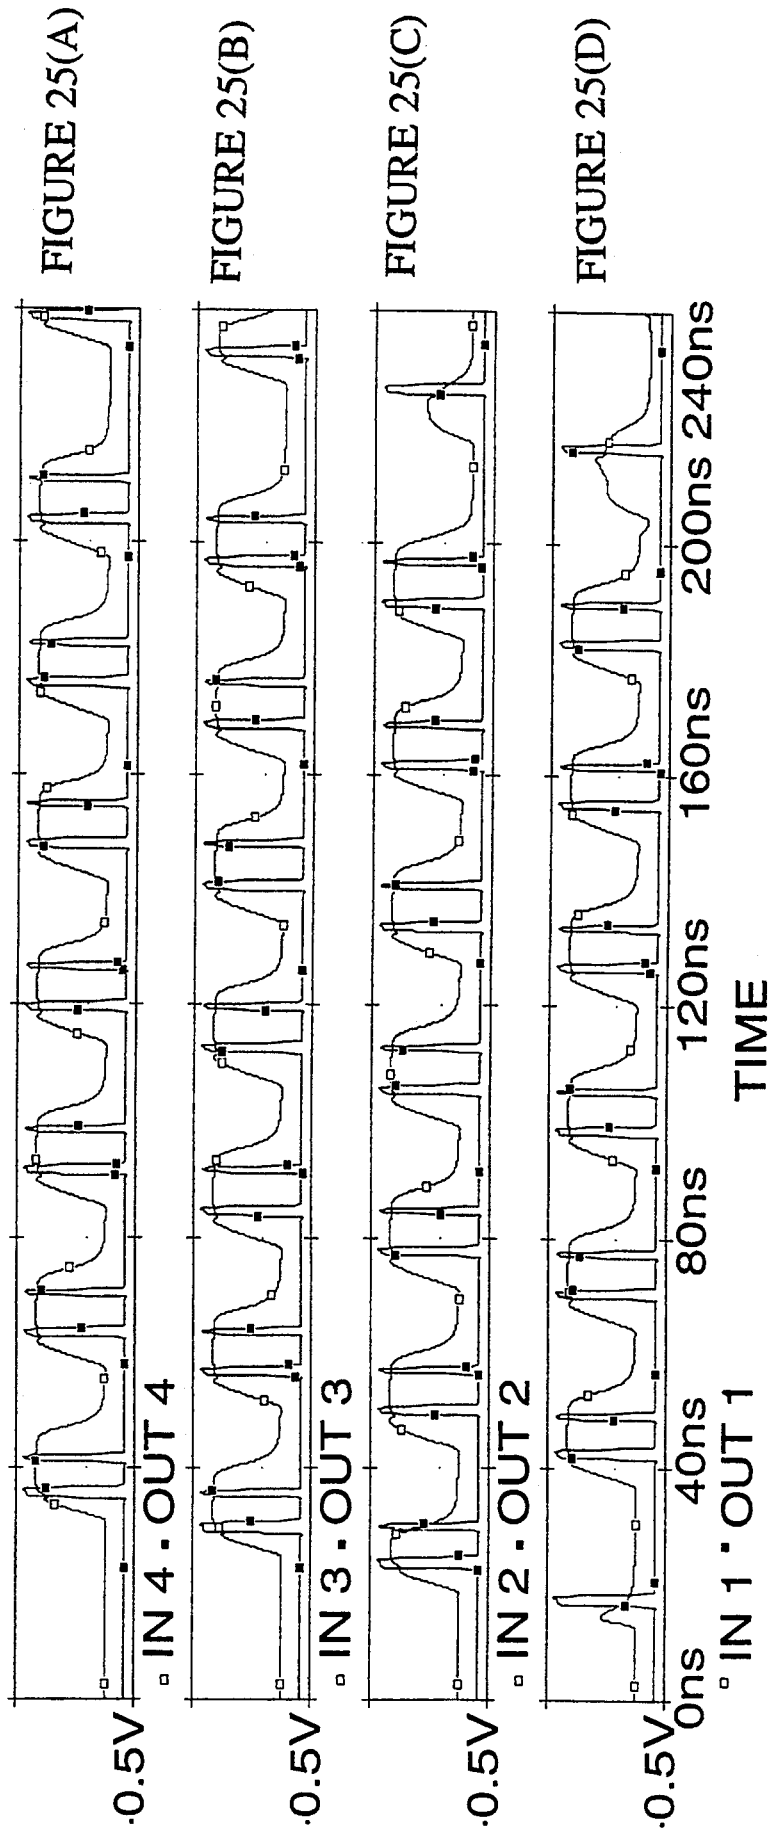 FIGURE 25(A)
-0.5V
▫ IN 4 ▪ OUT 4
FIGURE 25(B)
-0.5V
▫ IN 3 ▪ OUT 3
FIGURE 25(C)
-0.5V
▫ IN 2 ▪ OUT 2
FIGURE 25(D)
-0.5V
0ns 40ns 80ns 120ns 160ns 200ns 240ns
▫ IN 1 ▪ OUT 1
TIME